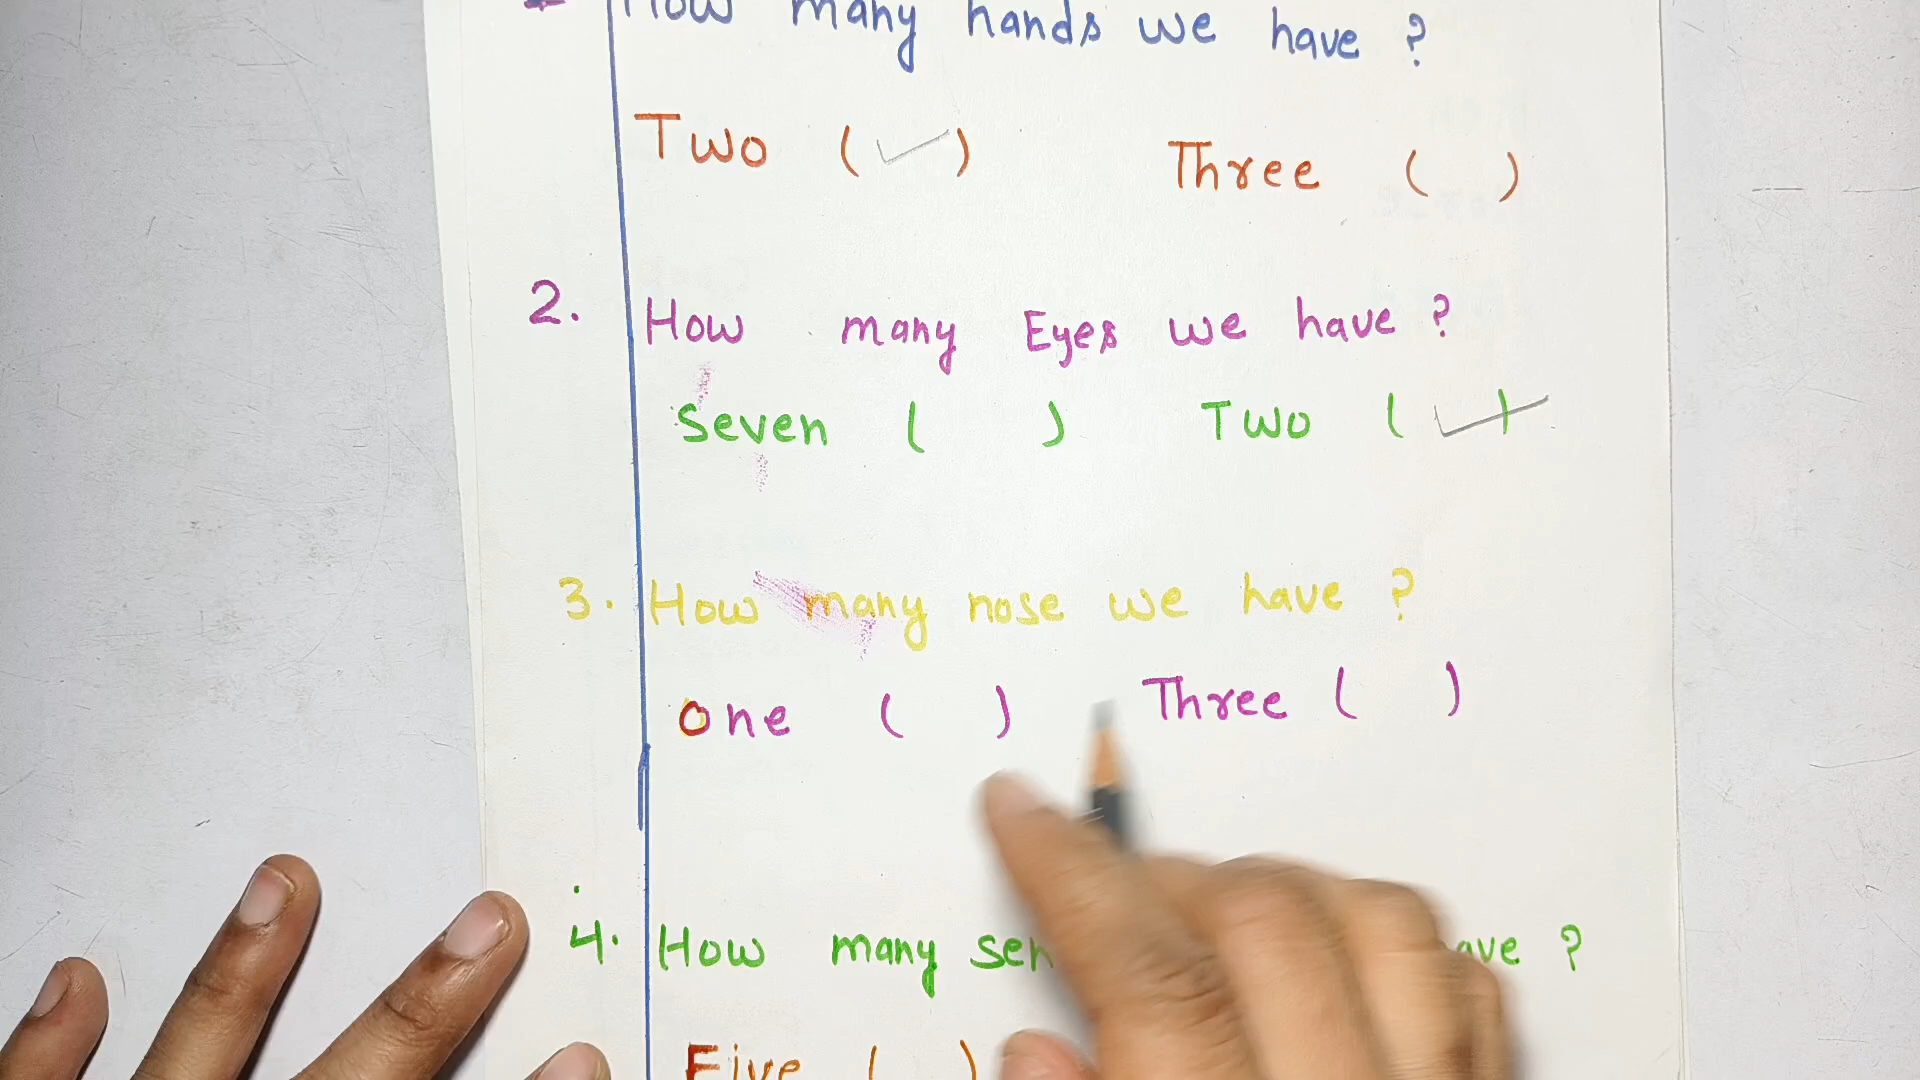 How many hands we have ?
Two ( ✓ ) Three ( )
2. How many Eyes we have ?
Seven ( ) Two ( ✓ )
3. How many nose we have ?
One ( ) Three ( )
4. How many ?
Five ( )